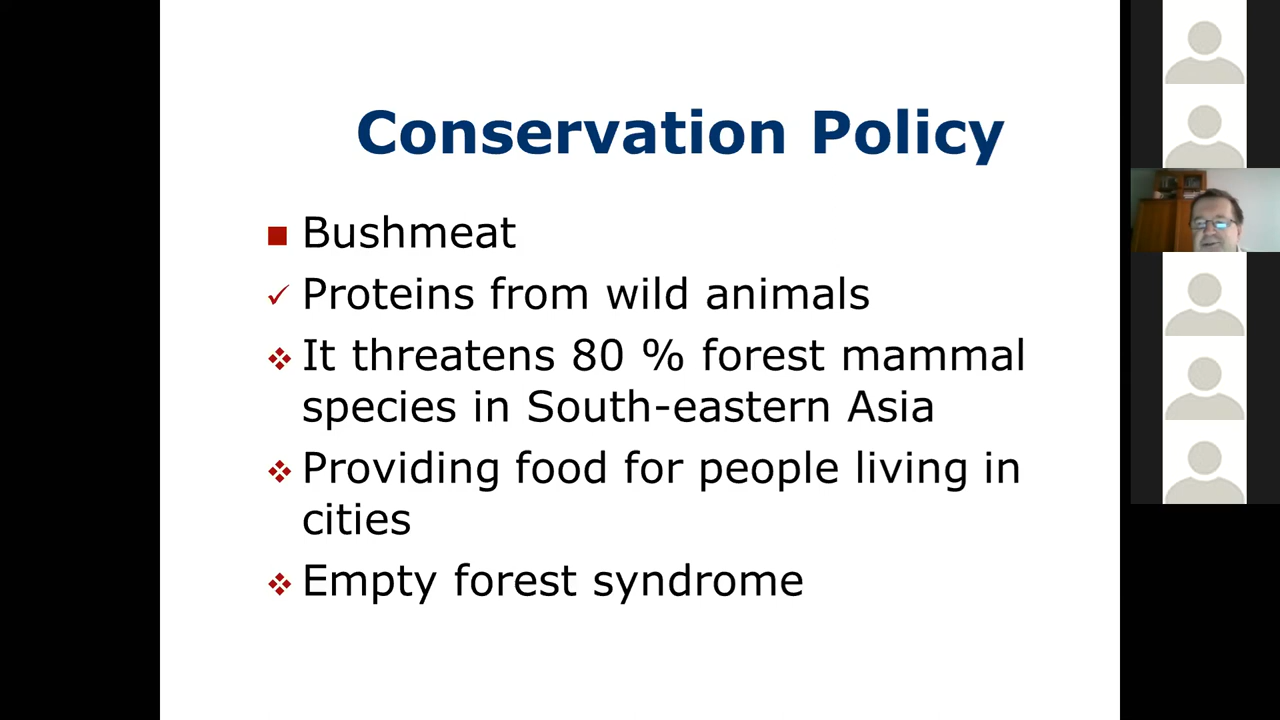 Conservation Policy
Bushmeat
Proteins from wild animals
It threatens 80 % forest mammal
species in South-eastern Asia
Providing food for people living in
cities
Empty forest syndrome